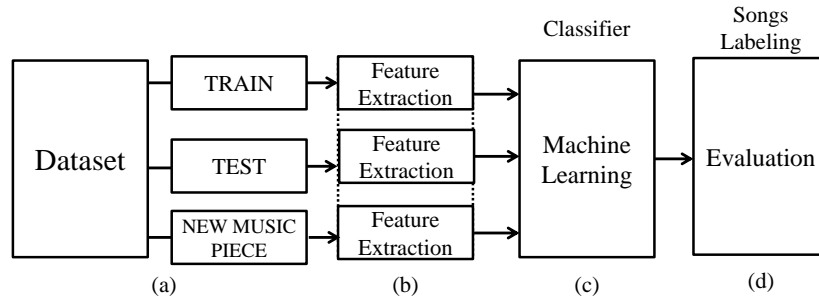 Classifier
Songs
Labeling
Dataset
TRAIN
TEST
NEW MUSIC
PIECE
Feature
Extraction
Feature
Extraction
Feature
Extraction
Machine
Learning
Evaluation
(a)
(b)
(c)
(d)